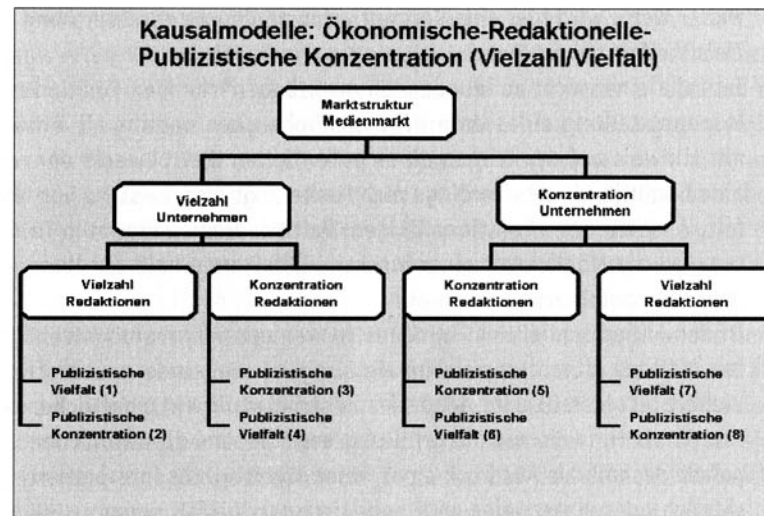 Kausalmodelle: Ökonomische-Redaktionelle-
Publizistische Konzentration (Vielzahl/Vielfalt)
Marktstruktur
Medienmarkt
Vielzahl
Unternehmen
Konzentration
Unternehmen
Vielzahl
Redaktionen
Konzentration
Redaktionen
Konzentration
Redaktionen
Vielzahl
Redaktionen
Publizistische
Vielfalt (1)
Publizistische
Konzentration (2)
Publizistische
Konzentration (3)
Publizistische
Vielfalt (4)
Publizistische
Konzentration (5)
Publizistische
Vielfalt (6)
Publizistische
Vielfalt (7)
Publizistische
Konzentration (8)